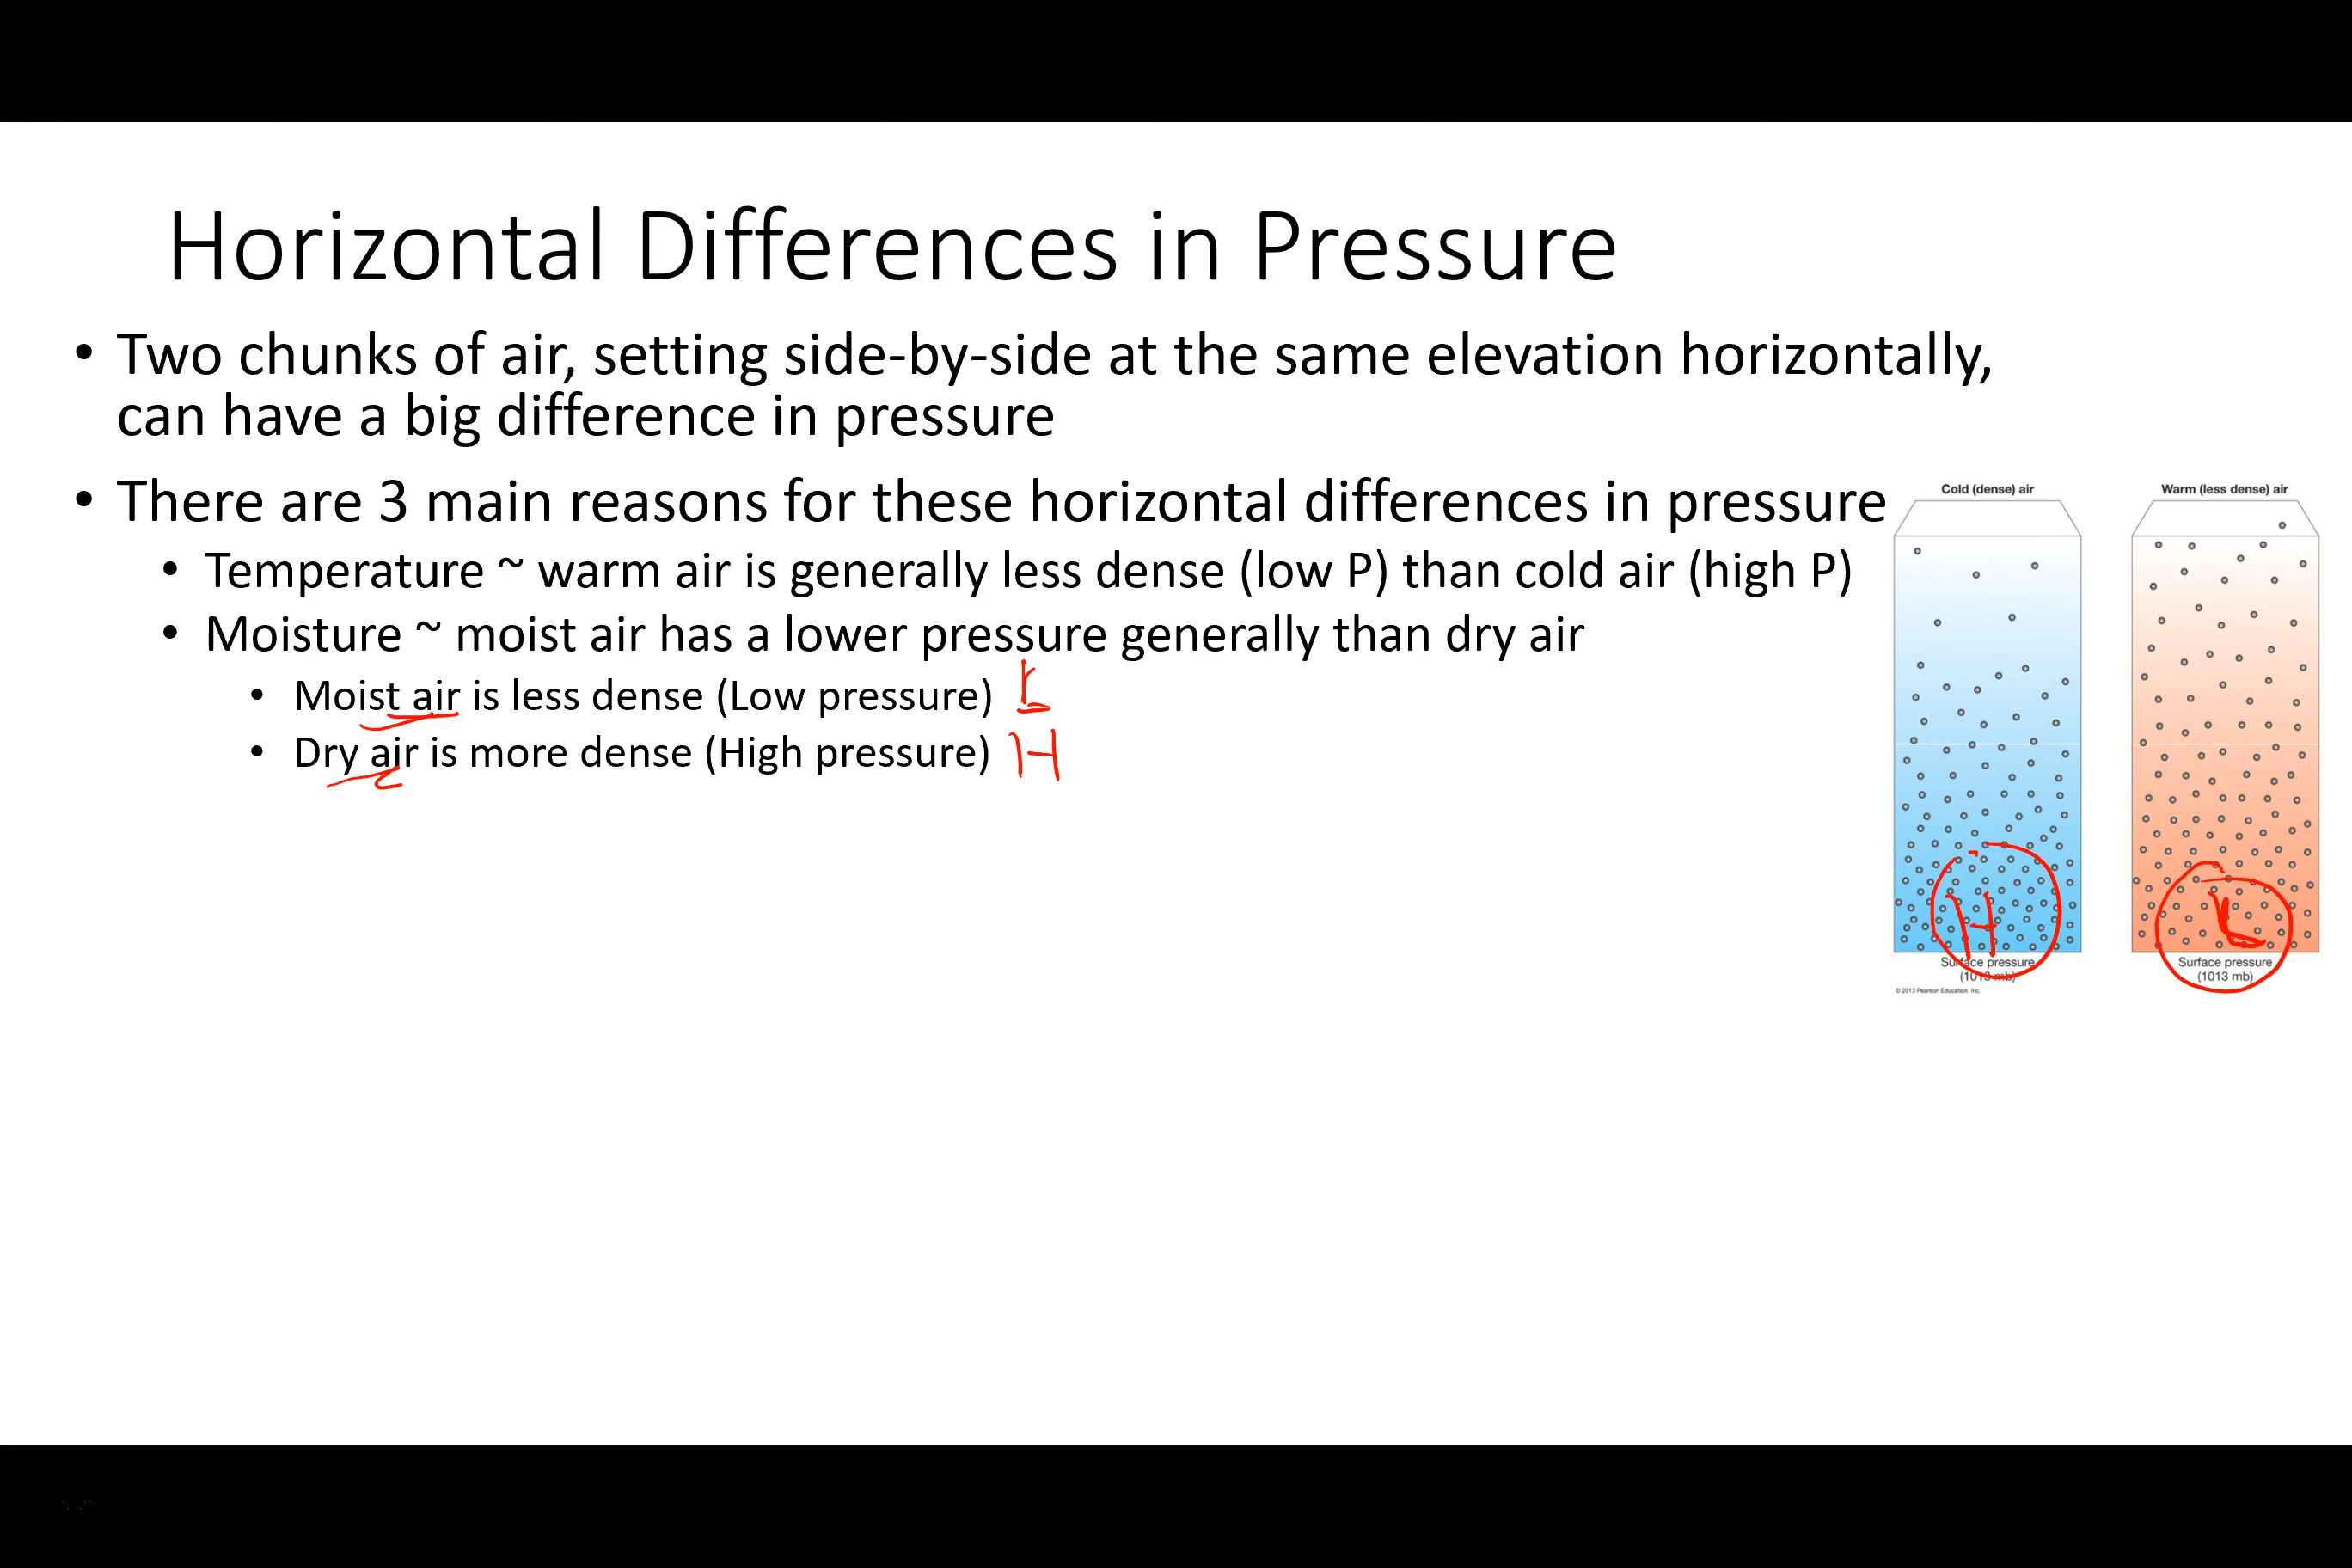 Horizontal Differences in Pressure
• Two chunks of air, setting side-by-side at the same elevation horizontally,
can have a big difference in pressure
• There are 3 main reasons for these horizontal differences in pressure
• Temperature ~ warm air is generally less dense (low P) than cold air (high P)
• Moisture ~ moist air has a lower pressure generally than dry air
• Moist air is less dense (Low pressure) L
• Dry air is more dense (High pressure) H
Cold (dense) air
Warm (less dense) air
H
L
Surface pressure
(1013 mb)
Surface pressure
(1013 mb)
© 2013 Pearson Education, Inc.